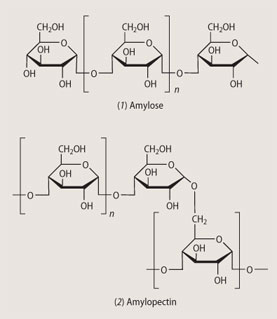 CH₂OH CH₂OH CH₂OH
O O O
OH OH OH
OH O O
OH OH OH
n
(1) Amylose
CH₂OH CH₂OH
O O
OH OH
O O O
OH OH
n
CH₂
O
OH
O O
OH
n
(2) Amylopectin